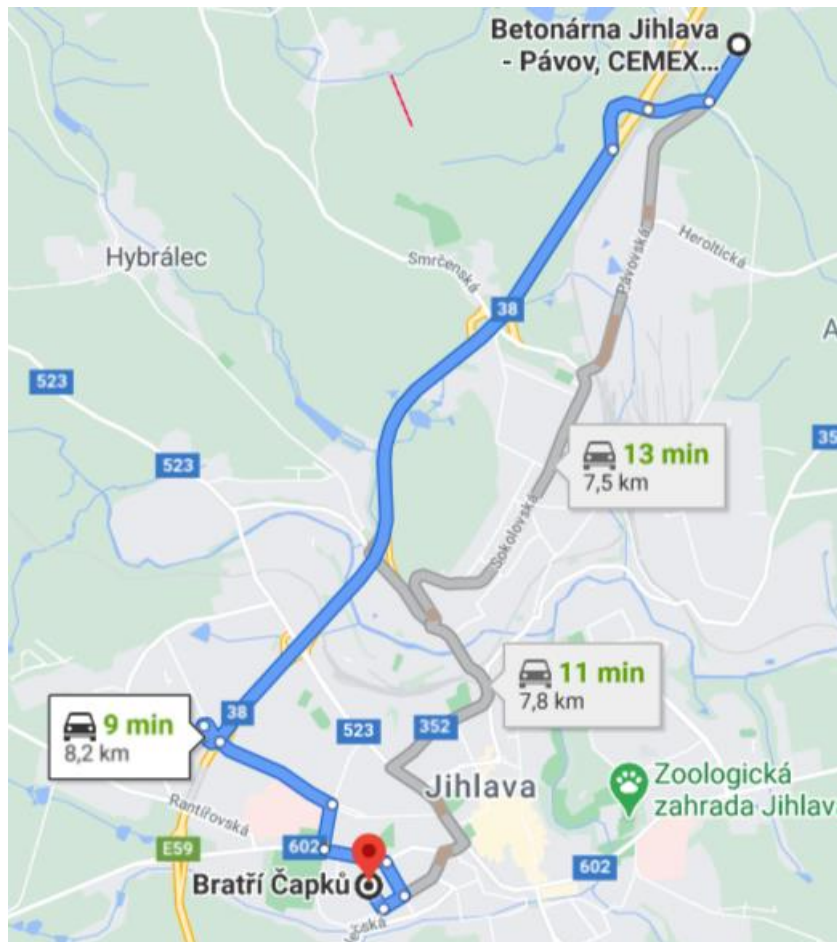 Betonárna Jihlava
- Pávov, CEMEX...
Heroltická
Pávovská
Hybrálec
Smrčenská
38
A
523
13 min
7,5 km
35
523
Sokolovská
11 min
7,8 km
9 min
8,2 km
38
523
352
Jihlava
Zoologická
zahrada Jihlav
Rantířovská
E59
602
602
Bratří Čapků